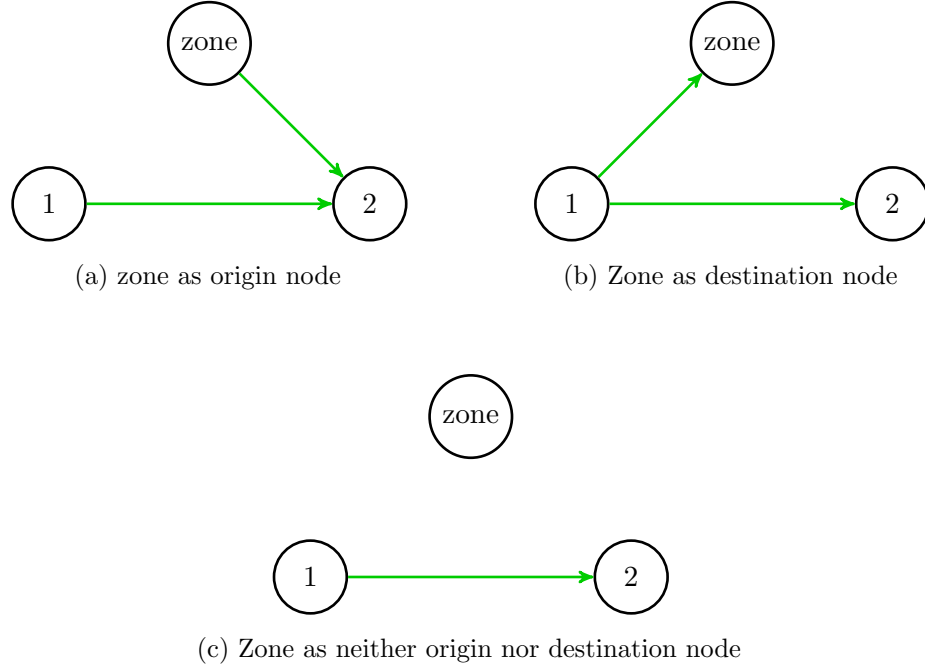 zone
1
2
(a) zone as origin node
zone
1
2
(b) Zone as destination node
zone
1
2
(c) Zone as neither origin nor destination node